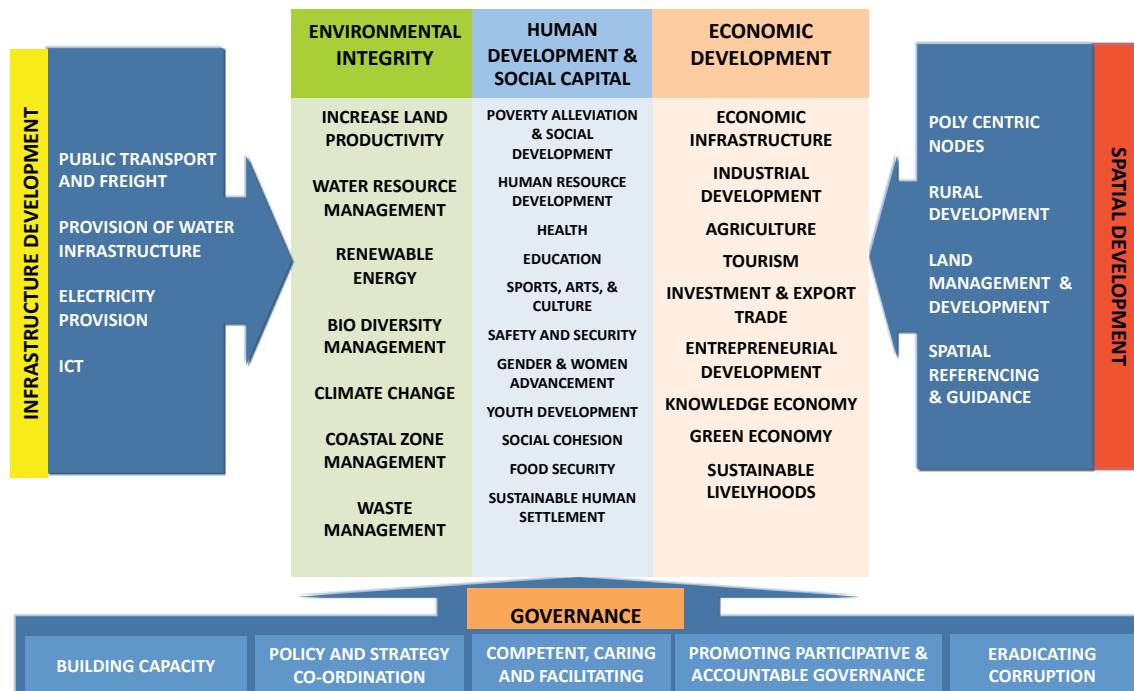 INFRASTRUCTURE DEVELOPMENT
PUBLIC TRANSPORT
AND FREIGHT
PROVISION OF WATER
INFRASTRUCTURE
ELECTRICITY
PROVISION
ICT
ENVIRONMENTAL
INTEGRITY
INCREASE LAND
PRODUCTIVITY
WATER RESOURCE
MANAGEMENT
RENEWABLE
ENERGY
BIO DIVERSITY
MANAGEMENT
CLIMATE CHANGE
COASTAL ZONE
MANAGEMENT
WASTE
MANAGEMENT
HUMAN
DEVELOPMENT &
SOCIAL CAPITAL
POVERTY ALLEVIATION
& SOCIAL
DEVELOPMENT
HUMAN RESOURCE
DEVELOPMENT
HEALTH
EDUCATION
SPORTS, ARTS, &
CULTURE
SAFETY AND SECURITY
GENDER & WOMEN
ADVANCEMENT
YOUTH DEVELOPMENT
SOCIAL COHESION
FOOD SECURITY
SUSTAINABLE HUMAN
SETTLEMENT
ECONOMIC
DEVELOPMENT
ECONOMIC
INFRASTRUCTURE
INDUSTRIAL
DEVELOPMENT
AGRICULTURE
TOURISM
INVESTMENT & EXPORT
TRADE
ENTREPRENEURIAL
DEVELOPMENT
KNOWLEDGE ECONOMY
GREEN ECONOMY
SUSTAINABLE
LIVELYHOODS
POLY CENTRIC
NODES
RURAL
DEVELOPMENT
LAND
MANAGEMENT &
DEVELOPMENT
SPATIAL
REFERENCING
& GUIDANCE
SPATIAL DEVELOPMENT
GOVERNANCE
BUILDING CAPACITY
POLICY AND STRATEGY
CO-ORDINATION
COMPETENT, CARING
AND FACILITATING
PROMOTING PARTICIPATIVE &
ACCOUNTABLE GOVERNANCE
ERADICATING
CORRUPTION